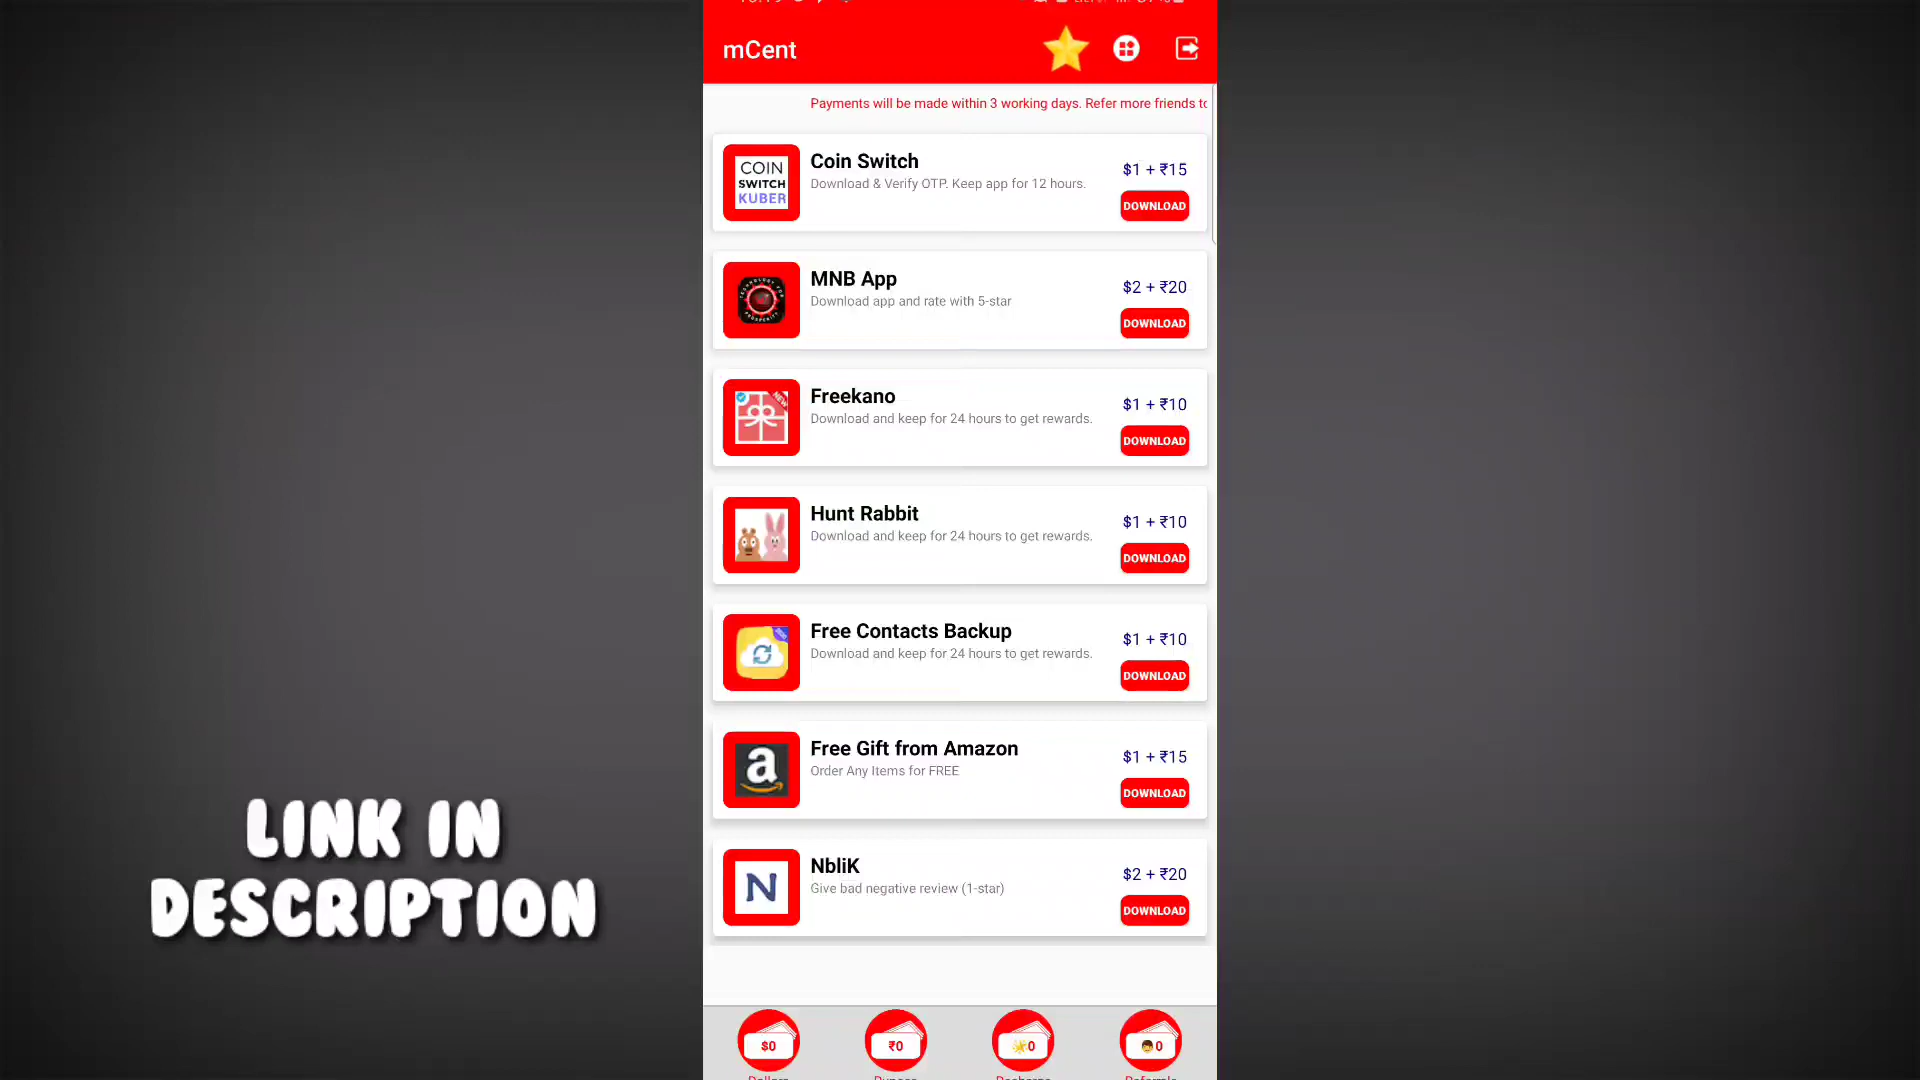 mCent
Payments will be made within 3 working days. Refer more friends
COIN
SWITCH
KUBER
Coin Switch
Download & Verify OTP. Keep app for 12 hours.
$1 + ₹15
DOWNLOAD
MNB App
Download app and rate with 5-star
$2 + ₹20
DOWNLOAD
NEW
Freekano
Download and keep for 24 hours to get rewards.
$1 + ₹10
DOWNLOAD
Hunt Rabbit
Download and keep for 24 hours to get rewards.
$1 + ₹10
DOWNLOAD
Free Contacts Backup
Download and keep for 24 hours to get rewards.
$1 + ₹10
DOWNLOAD
a
Free Gift from Amazon
Order Any Items for FREE
$1 + ₹15
DOWNLOAD
N
NbliK
Give bad negative review (1-star)
$2 + ₹20
DOWNLOAD
LINK IN
DESCRIPTION
$0
₹0
0
0